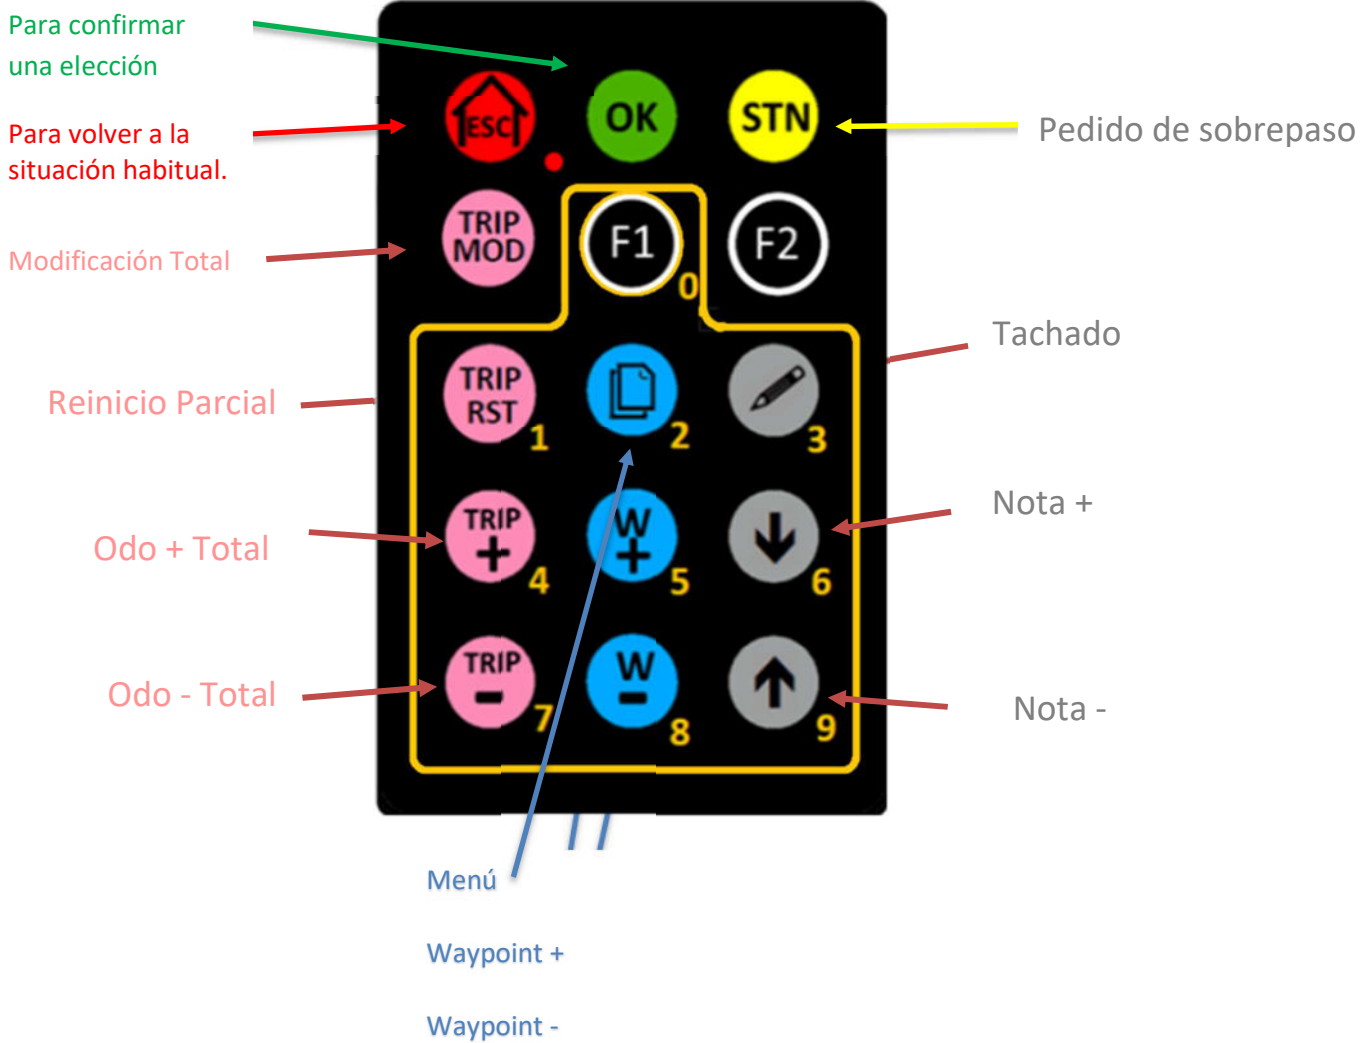 Para confirmar
una elección
ESC
OK
STN
Pedido de sobrepaso
Para volver a la
situación habitual.
TRIP
MOD
F1
0
F2
Modificación Total
Tachado
TRIP
RST
1
2
3
Reinicio Parcial
Nota +
TRIP
+
4
W
+
5
6
Odo + Total
TRIP
-
7
W
-
8
9
Odo - Total
Nota -
Menú
Waypoint +
Waypoint -